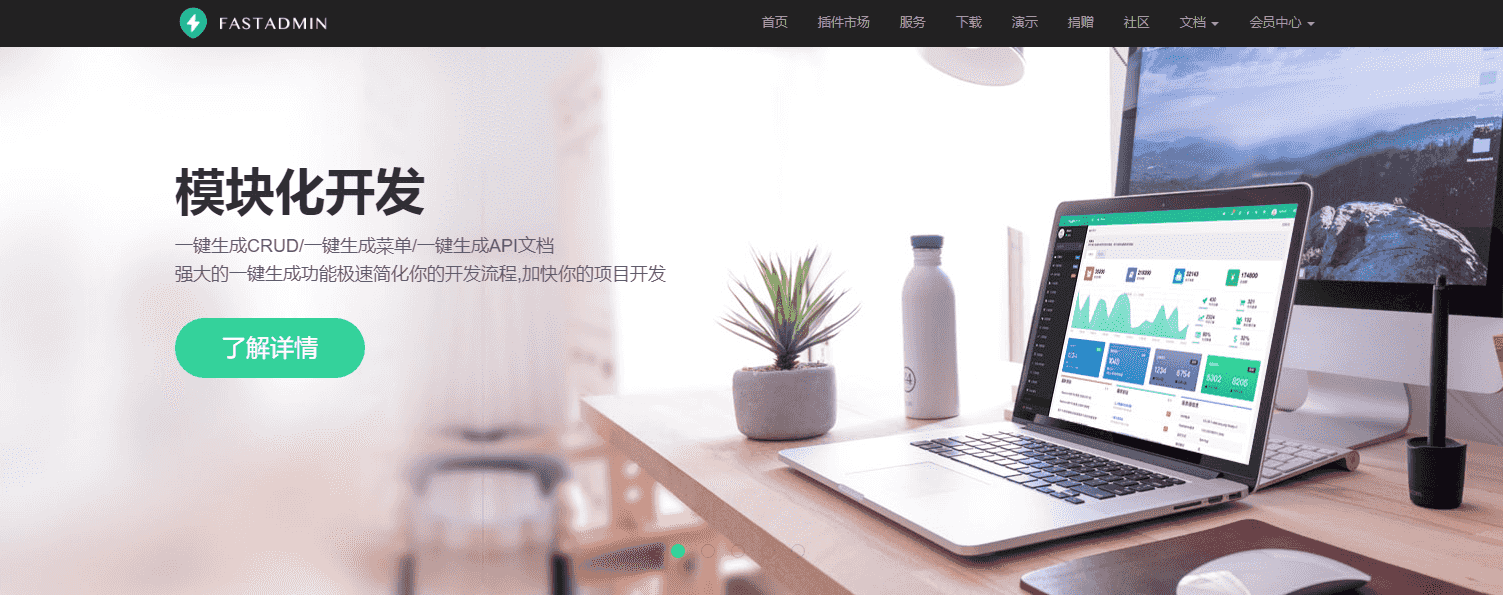 FASTADMIN
首页 插件市场 服务 下载 演示 捐赠 社区 文档 会员中心
模块化开发
一键生成CRUD/一键生成菜单/一键生成API文档
强大的一键生成功能极速简化你的开发流程,加快你的项目开发
了解详情